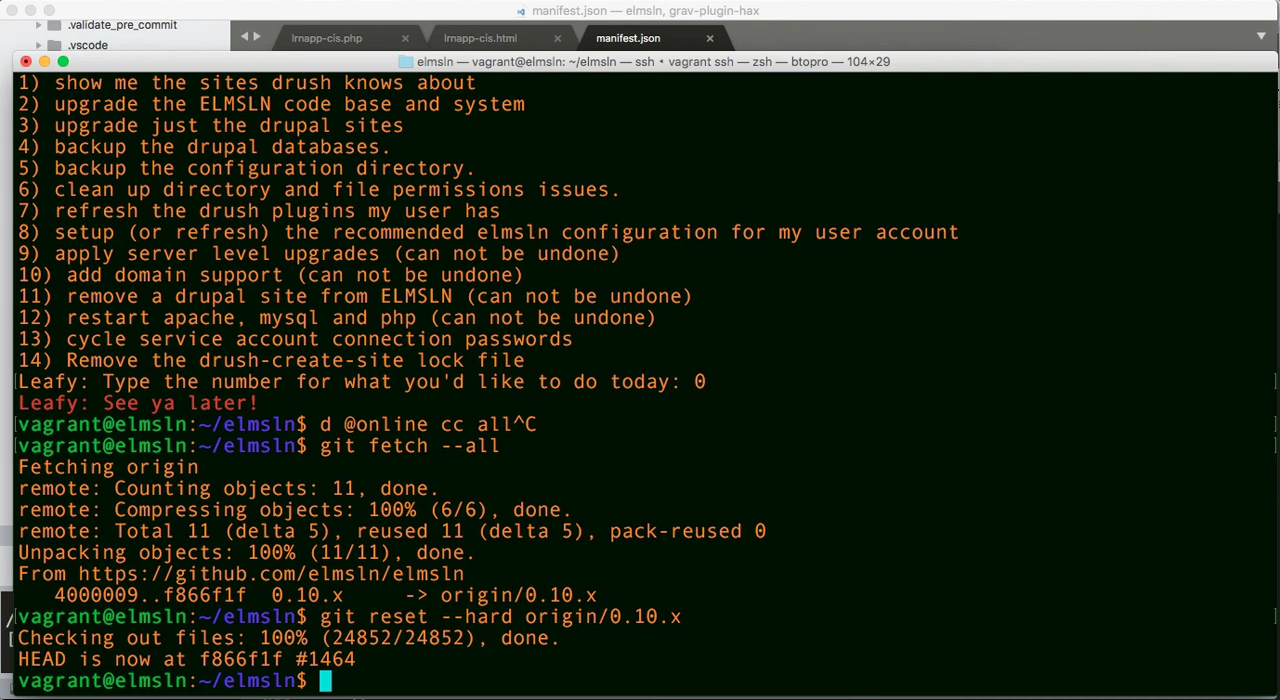 manifest.json — elmsln, grav-plugin-hax
.validate_pre_commit
.vscode
lrnapp-cis.php
lrnapp-cis.html
manifest.json
elmsln — vagrant@elmsln: ~/elmsln — ssh • vagrant ssh — zsh — btopro — 104×29
1) show me the sites drush knows about
2) upgrade the ELMSLN code base and system
3) upgrade just the drupal sites
4) backup the drupal databases.
5) backup the configuration directory.
6) clean up directory and file permissions issues.
7) refresh the drush plugins my user has
8) setup (or refresh) the recommended elmsln configuration for my user account
9) apply server level upgrades (can not be undone)
10) add domain support (can not be undone)
11) remove a drupal site from ELMSLN (can not be undone)
12) restart apache, mysql and php (can not be undone)
13) cycle service account connection passwords
14) Remove the drush-create-site lock file
Leafy: Type the number for what you'd like to do today: 0
Leafy: See ya later!
vagrant@elmsln:~/elmsln$ d @online cc all^C
vagrant@elmsln:~/elmsln$ git fetch --all
Fetching origin
remote: Counting objects: 11, done.
remote: Compressing objects: 100% (6/6), done.
remote: Total 11 (delta 5), reused 11 (delta 5), pack-reused 0
Unpacking objects: 100% (11/11), done.
From https://github.com/elmsln/elmsln
   4000009..f866f1f  0.10.x     -> origin/0.10.x
vagrant@elmsln:~/elmsln$ git reset --hard origin/0.10.x
Checking out files: 100% (24852/24852), done.
HEAD is now at f866f1f #1464
vagrant@elmsln:~/elmsln$